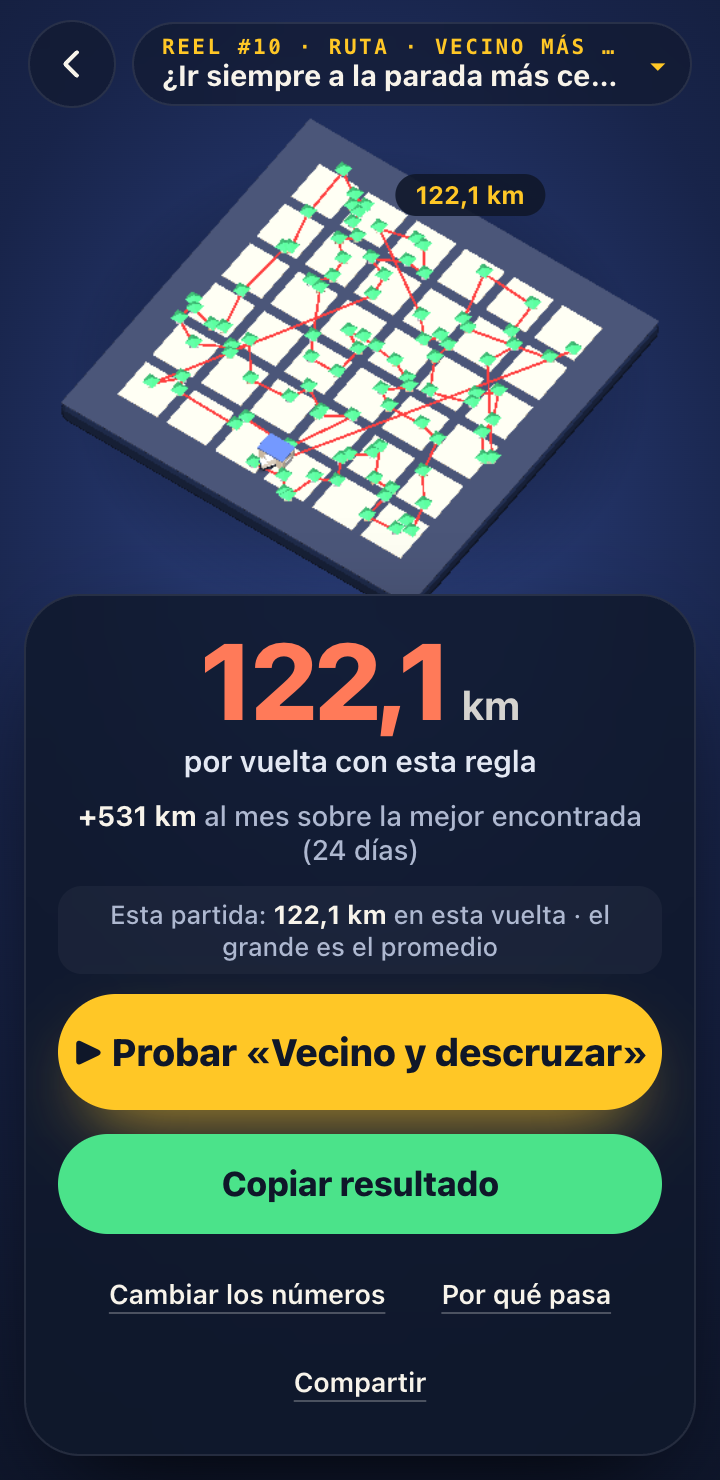 REEL #10 · RUTA · VECINO MÁS …
¿Ir siempre a la parada más ce...
122,1 km
122,1 km
por vuelta con esta regla
+531 km al mes sobre la mejor encontrada
(24 días)
Esta partida: 122,1 km en esta vuelta · el
grande es el promedio
▶ Probar «Vecino y descruzar»
Copiar resultado
Cambiar los números
Por qué pasa
Compartir